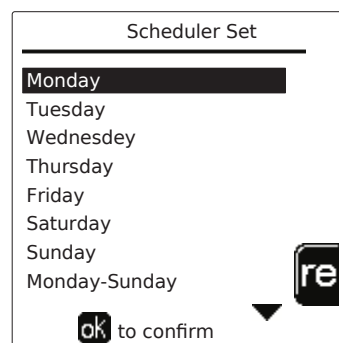 Scheduler Set
Monday
Tuesday
Wednesdey
Thursday
Friday
Saturday
Sunday
Monday-Sunday
re
ok to confirm